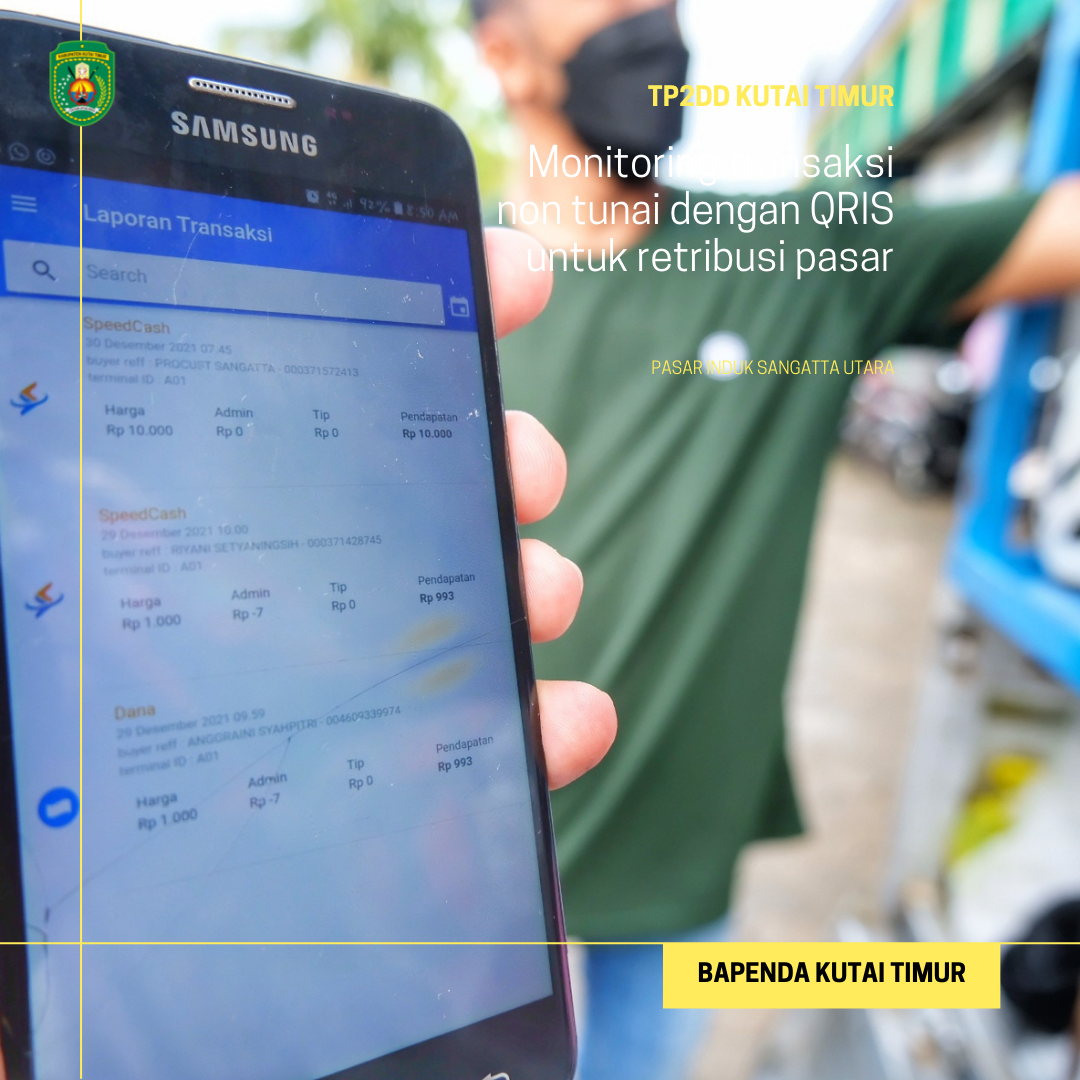 KABUPATEN KUTAI TIMUR
TP2DD KUTAI TIMUR
Monitoring transaksi
non tunai dengan QRIS
untuk retribusi pasar
PASAR INDUK SANGATTA UTARA
SAMSUNG
92% 8:50 AM
Laporan Transaksi
Search
SpeedCash
30 Desember 2021 07.45
buyer reff : PROCUST SANGATTA - 000371572413
terminal ID : A01
Harga Admin Tip Pendapatan
Rp 10.000 Rp 0 Rp 0 Rp 10.000
SpeedCash
29 Desember 2021 10.00
buyer reff : RIYANI SETYANINGSIH - 000371428745
terminal ID : A01
Harga Admin Tip Pendapatan
Rp 1.000 Rp -7 Rp 0 Rp 993
Dana
29 Desember 2021 09.59
buyer reff : ANGGRAINI SYAHPITRI - 004609339974
terminal ID : A01
Harga Admin Tip Pendapatan
Rp 1.000 Rp -7 Rp 0 Rp 993
BAPENDA KUTAI TIMUR